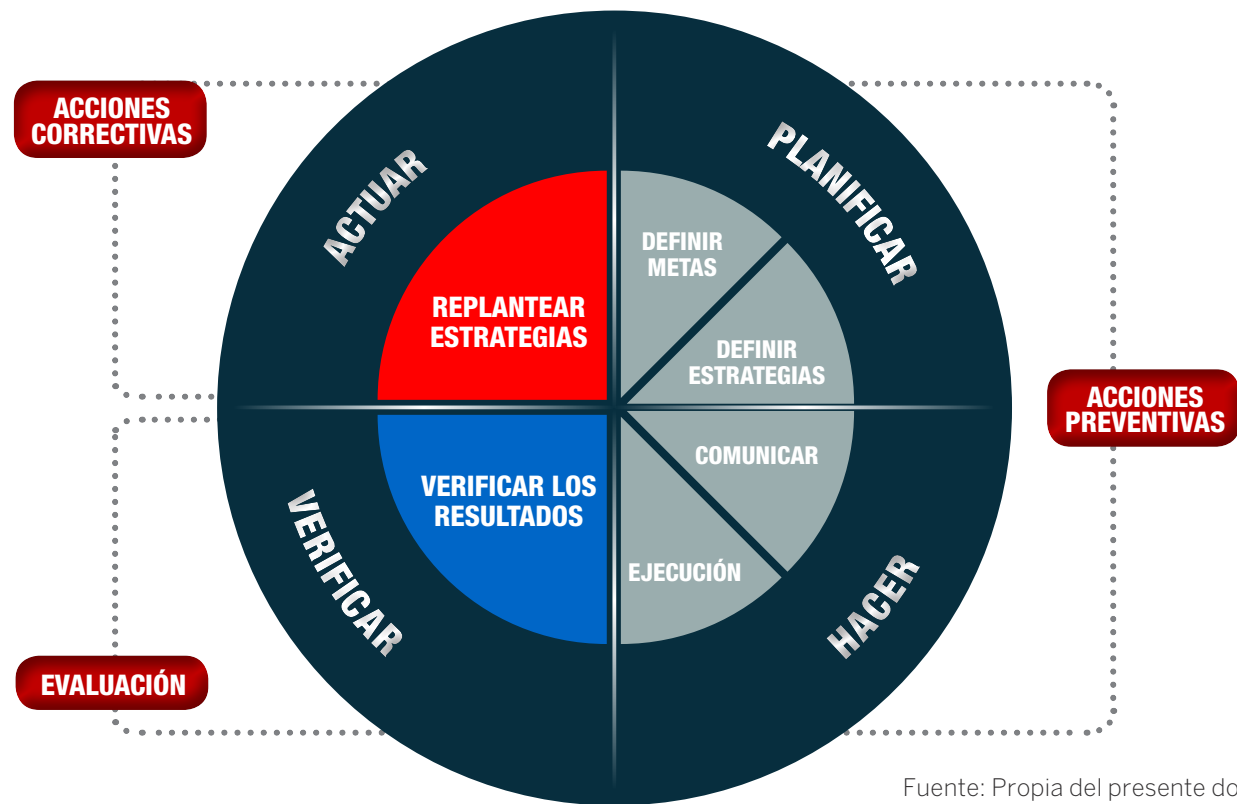 ACCIONES
CORRECTIVAS
ACTUAR
PLANIFICAR
DEFINIR
METAS
REPLANTEAR
ESTRATEGIAS
DEFINIR
ESTRATEGIAS
ACCIONES
PREVENTIVAS
COMUNICAR
VERIFICAR LOS
RESULTADOS
EJECUCIÓN
VERIFICAR
HACER
EVALUACIÓN
Fuente: Propia del presente